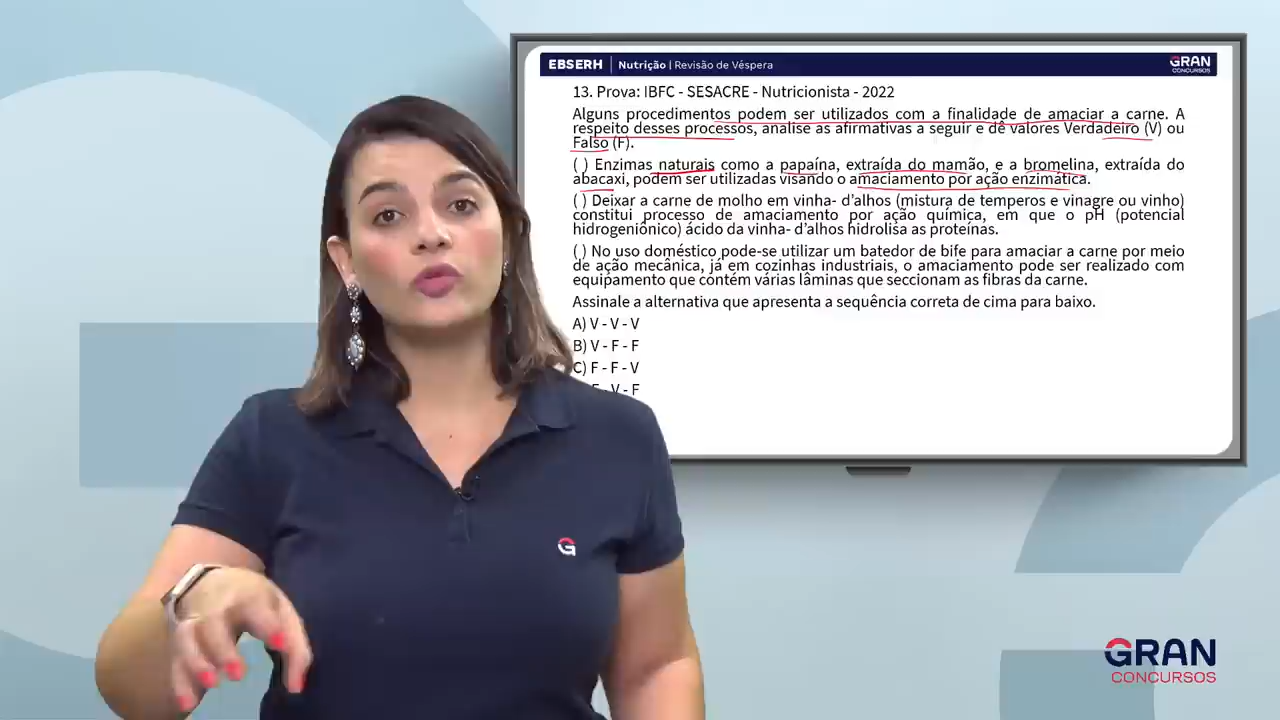 EBSERH Nutrição | Revisão de Véspera
GRAN
CONCURSOS
13. Prova: IBFC - SESACRE - Nutricionista - 2022
Alguns procedimentos podem ser utilizados com a finalidade de amaciar a carne. A
respeito desses processos, analise as afirmativas a seguir e dê valores Verdadeiro (V) ou
Falso (F).
( ) Enzimas naturais como a papaína, extraída do mamão, e a bromelina, extraída do
abacaxi, podem ser utilizadas visando o amaciamento por ação enzimática.
( ) Deixar a carne de molho em vinha- d’alhos (mistura de temperos e vinagre ou vinho)
constitui processo de amaciamento por ação química, em que o pH (potencial
hidrogeniônico) ácido da vinha- d’alhos hidrolisa as proteínas.
( ) No uso doméstico pode-se utilizar um batedor de bife para amaciar a carne por meio
de ação mecânica, já em cozinhas industriais, o amaciamento pode ser realizado com
equipamento que contém várias lâminas que seccionam as fibras da carne.
Assinale a alternativa que apresenta a sequência correta de cima para baixo.
A) V - V - V
B) V - F - F
C) F - F - V
F - V - F
G
GRAN
CONCURSOS